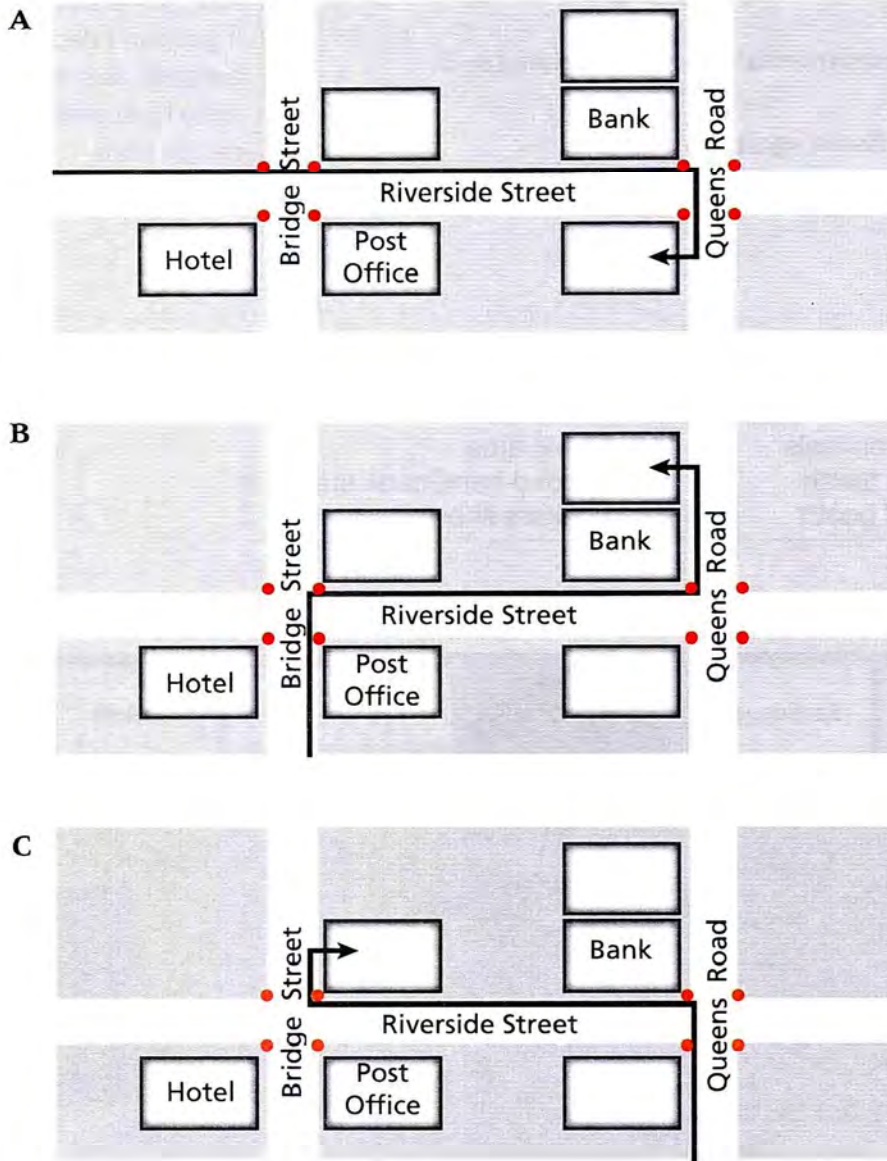 A
Bank
Bridge Street
Riverside Street
Queens Road
Hotel
Post
Office
B
Bank
Bridge Street
Riverside Street
Queens Road
Hotel
Post
Office
C
Bank
Bridge Street
Riverside Street
Queens Road
Hotel
Post
Office